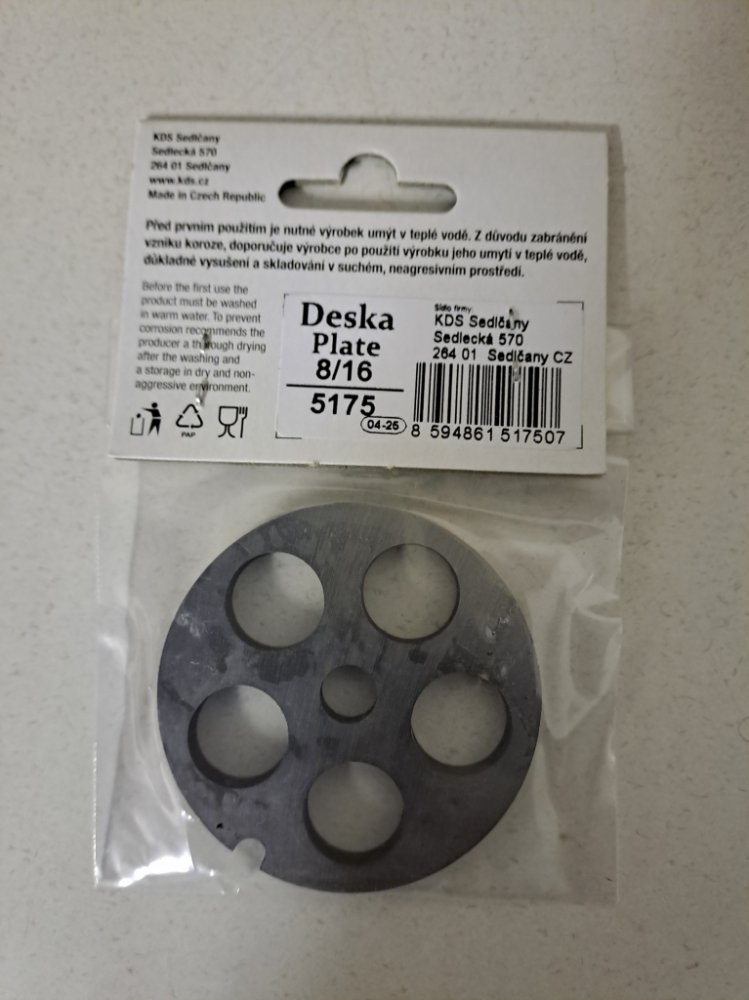 KDS Sedlčany
Sedlecká 570
264 01 Sedlčany
www.kds.cz
Made in Czech Republic
Před prvním použitím je nutné výrobek umýt v teplé vodě. Z důvodu zabránění
vzniku koroze, doporučuje výrobce po použití výrobku jeho umytí v teplé vodě,
důkladné vysušení a skladování v suchém, neagresivním prostředí.
Before the first use the
product must be washed
in warm water. To prevent
corrosion recommends the
producer a thorough drying
after the washing and
a storage in dry and non-
aggressive environment.
PAP
Deska
Plate
8/16
5175
04-25
Sídlo firmy:
KDS Sedlčany
Sedlecká 570
264 01 Sedlčany CZ
8 594861 517507